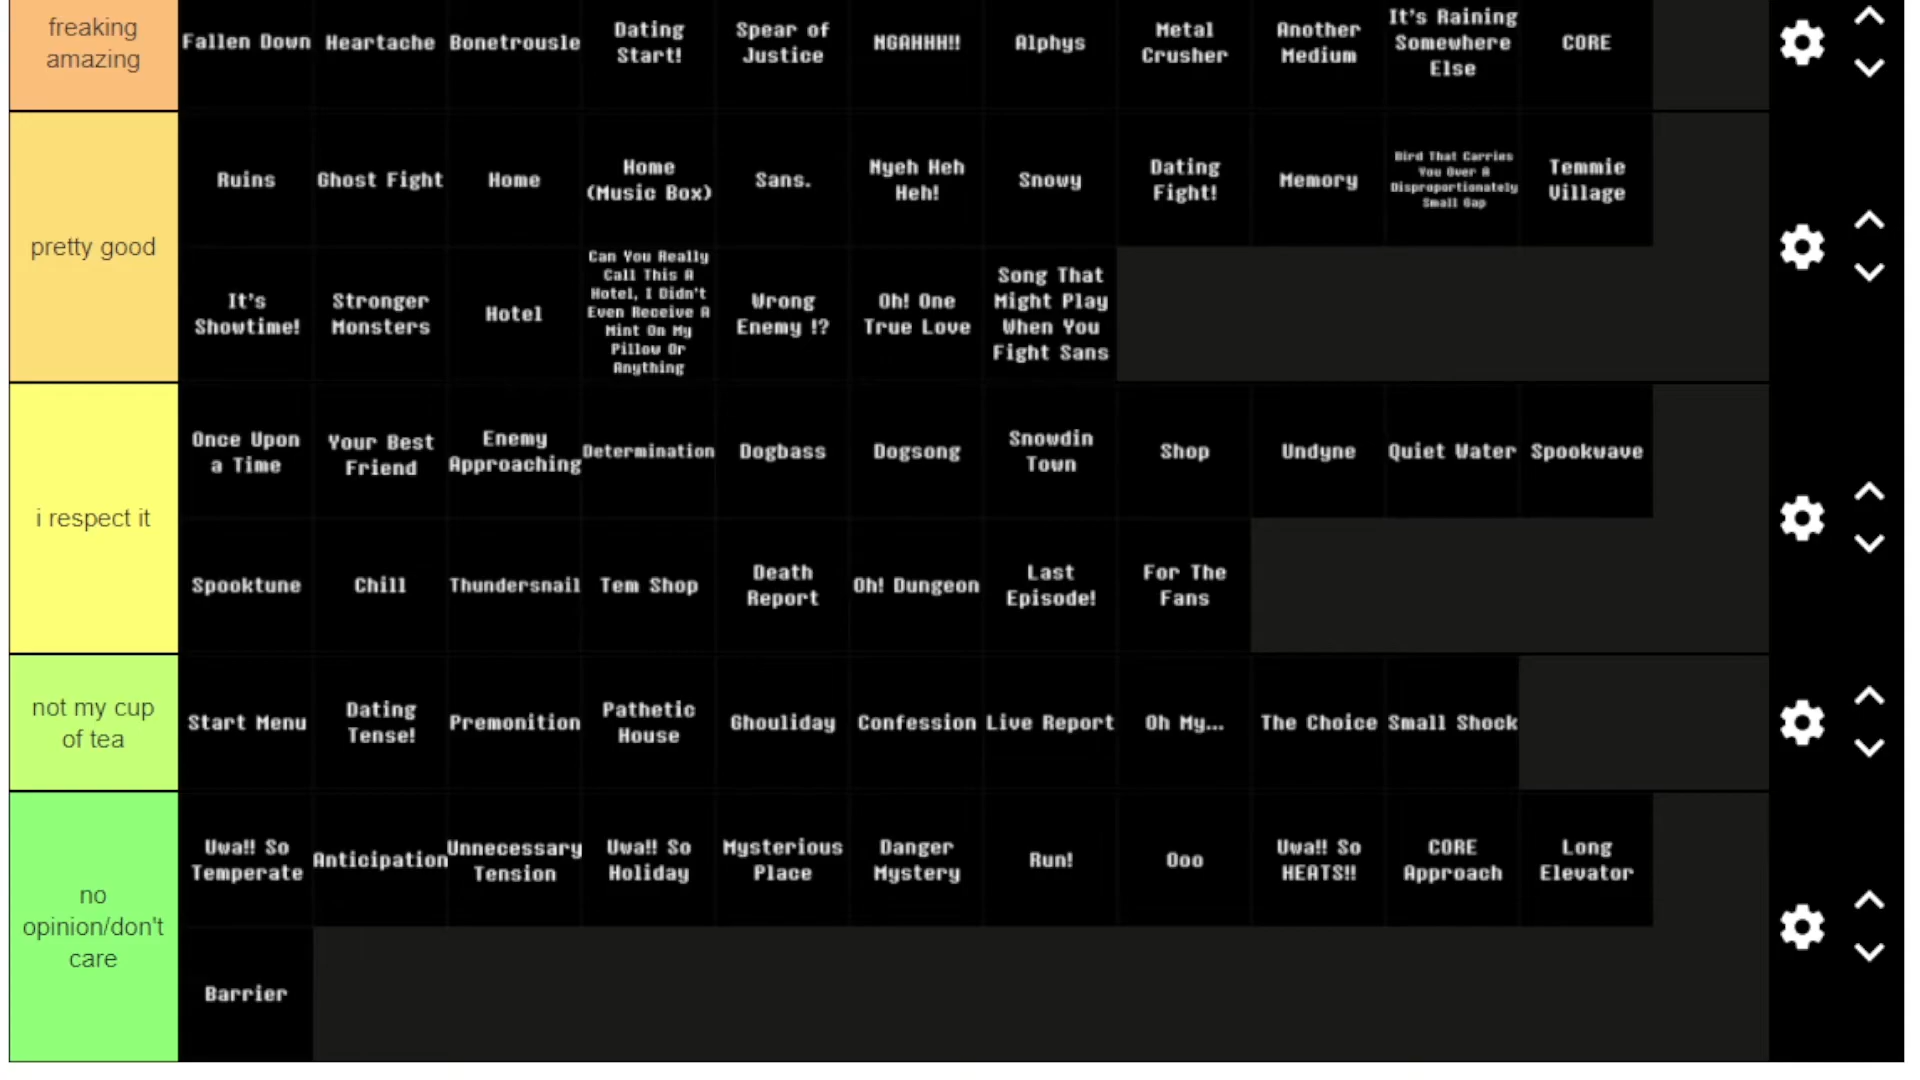 freaking
amazing
Fallen Down
Heartache
Bonetrousle
Dating
Start!
Spear of
Justice
NGAHHH!!
Alphys
Metal
Crusher
Another
Medium
It's Raining
Somewhere
Else
CORE
pretty good
Ruins
Ghost Fight
Home
Home
(Music Box)
Sans.
Nyeh Heh
Heh!
Snowy
Dating
Fight!
Memory
Bird That Carries
You Over A
Disproportionately
Small Gap
Temmie
Village
It's
Showtime!
Stronger
Monsters
Hotel
Can You Really
Call This A
Hotel, I Didn't
Even Receive A
Mint On My
Pillow Or
Anything
Wrong
Enemy !?
Oh! One
True Love
Song That
Might Play
When You
Fight Sans
i respect it
Once Upon
a Time
Your Best
Friend
Enemy
Approaching
Determination
Dogbass
Dogsong
Snowdin
Town
Shop
Undyne
Quiet Water
Spookwave
Spooktune
Chill
Thundersnail
Tem Shop
Death
Report
Oh! Dungeon
Last
Episode!
For The
Fans
not my cup
of tea
Start Menu
Dating
Tense!
Premonition
Pathetic
House
Ghouliday
Confession
Live Report
Oh My...
The Choice
Small Shock
no
opinion/don't
care
Uwa!! So
Temperate
Anticipation
Unnecessary
Tension
Uwa!! So
Holiday
Mysterious
Place
Danger
Mystery
Run!
Ooo
Uwa!! So
HEATS!!
CORE
Approach
Long
Elevator
Barrier